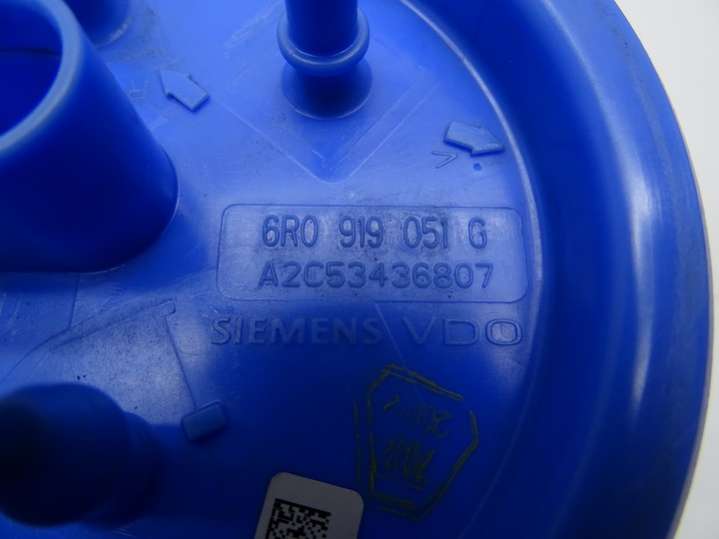 6R0 919 051 G
A2C53436807
SIEMENS VDO